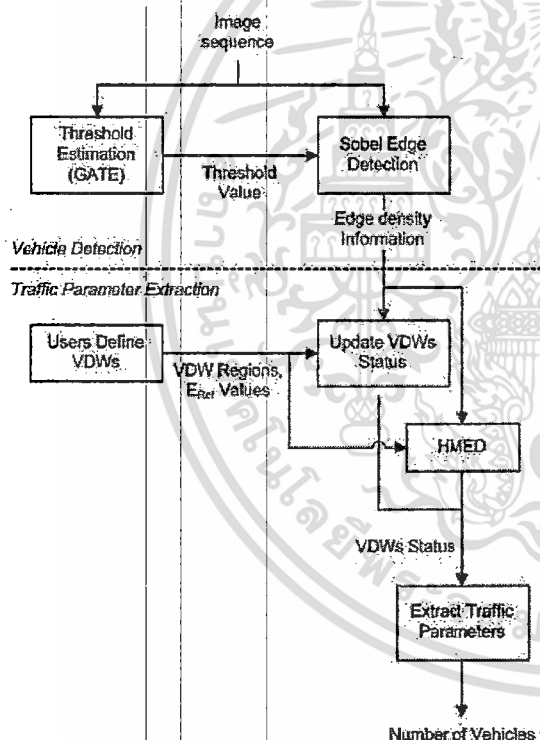 Image
sequence
Threshold
Estimation
(GATE)
Threshold
Value
Sobel Edge
Detection
Edge density
Information
Vehicle Detection
Traffic Parameter Extraction
Users Define
VDWs
VDW Regions,
E_Ref Values
Update VDWs
Status
HMED
VDWs Status
Extract Traffic
Parameters
Number of Vehicles